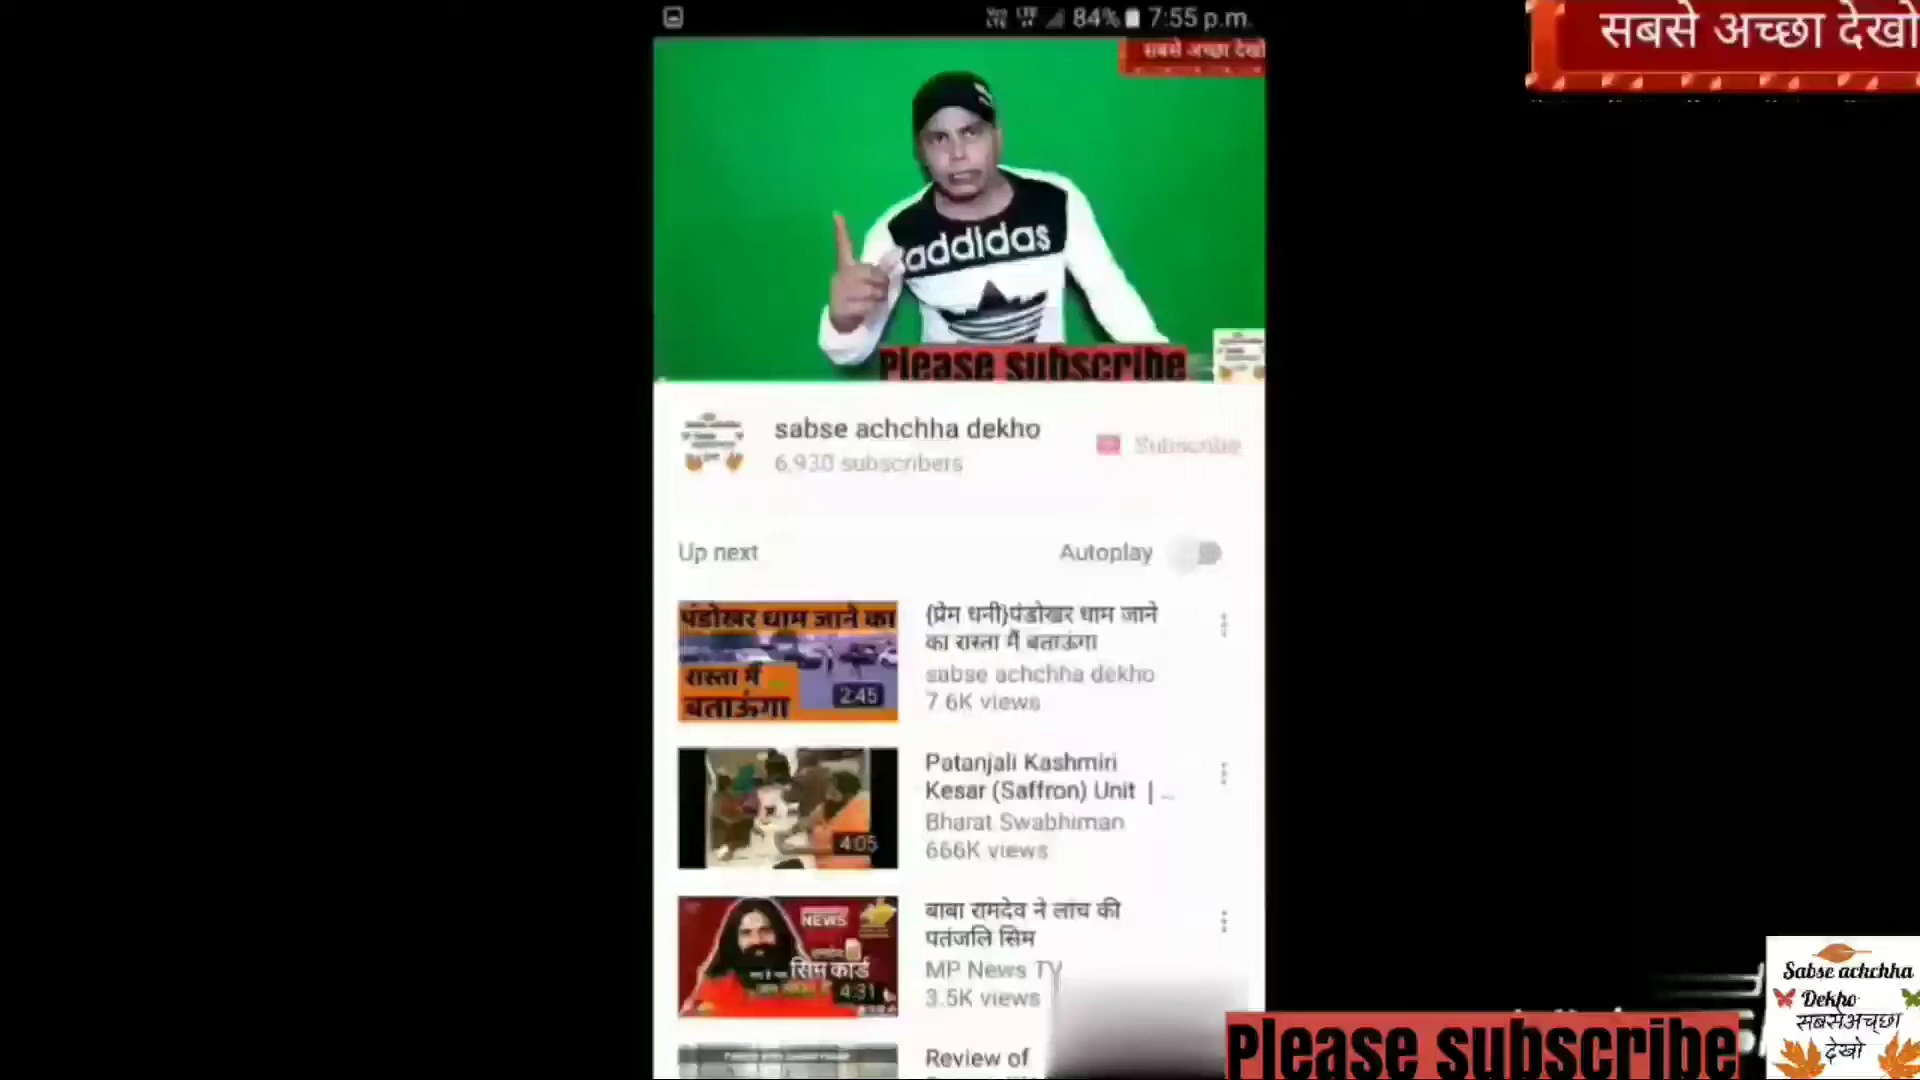 84% 7:55 p.m.
सबसे अच्छा देखो
सबसे अच्छा देखो
addidas
Please subscribe
sabse achchha dekho
6,930 subscribers
Subscribe
Up next
Autoplay
पंडोखर धाम जाने का
रास्ता में
बताऊंगा
2:45
{प्रेम धनी}पंडोखर धाम जाने
का रास्ता मैं बताऊंगा
sabse achchha dekho
7.6K views
4:05
Patanjali Kashmiri
Kesar (Saffron) Unit | ...
Bharat Swabhiman
666K views
NEWS
सिम कार्ड
4:31
बाबा रामदेव ने लांच की
पतंजलि सिम
MP News TV
3.5K views
Review of
Please subscribe
Sabse achchha
Dekho
सबसे अच्छा
देखो